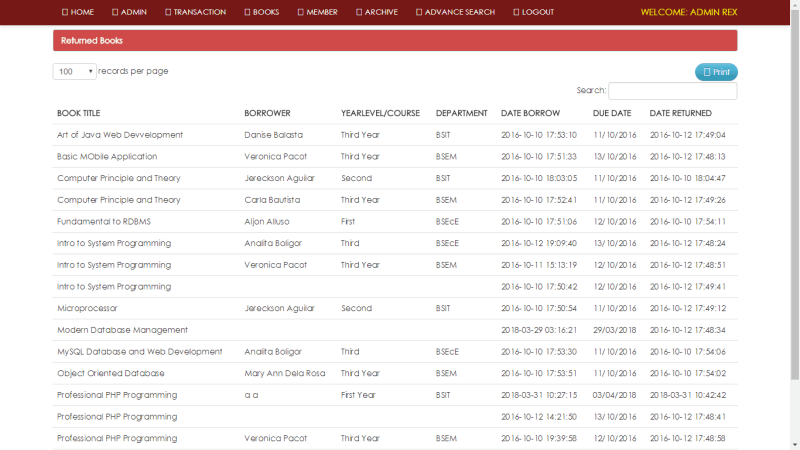 HOME ADMIN TRANSACTION BOOKS MEMBER ARCHIVE ADVANCE SEARCH LOGOUT WELCOME: ADMIN REX
Returned Books
100 records per page Print
Search:
BOOK TITLE BORROWER YEARLEVEL/COURSE DEPARTMENT DATE BORROW DUE DATE DATE RETURNED
Art of Java Web Devvelopment Danise Balasta Third Year BSIT 2016-10-10 17:53:10 11/10/2016 2016-10-12 17:49:04
Basic MObile Application Veronica Pacot Third Year BSEM 2016-10-10 17:51:33 13/10/2016 2016-10-12 17:48:13
Computer Principle and Theory Jereckson Aguilar Second BSIT 2016-10-10 18:03:05 11/10/2016 2016-10-10 18:04:47
Computer Principle and Theory Carla Bautista Third Year BSEM 2016-10-10 17:52:41 11/10/2016 2016-10-12 17:49:26
Fundamental to RDBMS Aljon Alluso First BSEcE 2016-10-10 17:51:06 12/10/2016 2016-10-10 17:54:11
Intro to System Programming Analita Boligor Third BSEcE 2016-10-12 19:09:40 13/10/2016 2016-10-12 17:48:24
Intro to System Programming Veronica Pacot Third Year BSEM 2016-10-11 15:13:19 12/10/2016 2016-10-12 17:48:51
Intro to System Programming 2016-10-10 17:50:42 12/10/2016 2016-10-12 17:49:41
Microprocessor Jereckson Aguilar Second BSIT 2016-10-10 17:50:54 11/10/2016 2016-10-12 17:49:12
Modern Database Management 2018-03-29 03:16:21 29/03/2018 2016-10-12 17:48:34
MySQL Database and Web Development Analita Boligor Third BSEcE 2016-10-10 17:53:30 11/10/2016 2016-10-10 17:54:06
Object Oriented Database Mary Ann Dela Rosa Third Year BSEM 2016-10-10 17:53:51 11/10/2016 2016-10-10 17:54:02
Professional PHP Programming a a First Year BSIT 2018-03-31 10:27:15 03/04/2018 2018-03-31 10:42:42
Professional PHP Programming 2016-10-12 14:21:50 13/10/2016 2016-10-12 17:48:41
Professional PHP Programming Veronica Pacot Third Year BSEM 2016-10-10 19:39:58 12/10/2016 2016-10-12 17:48:58